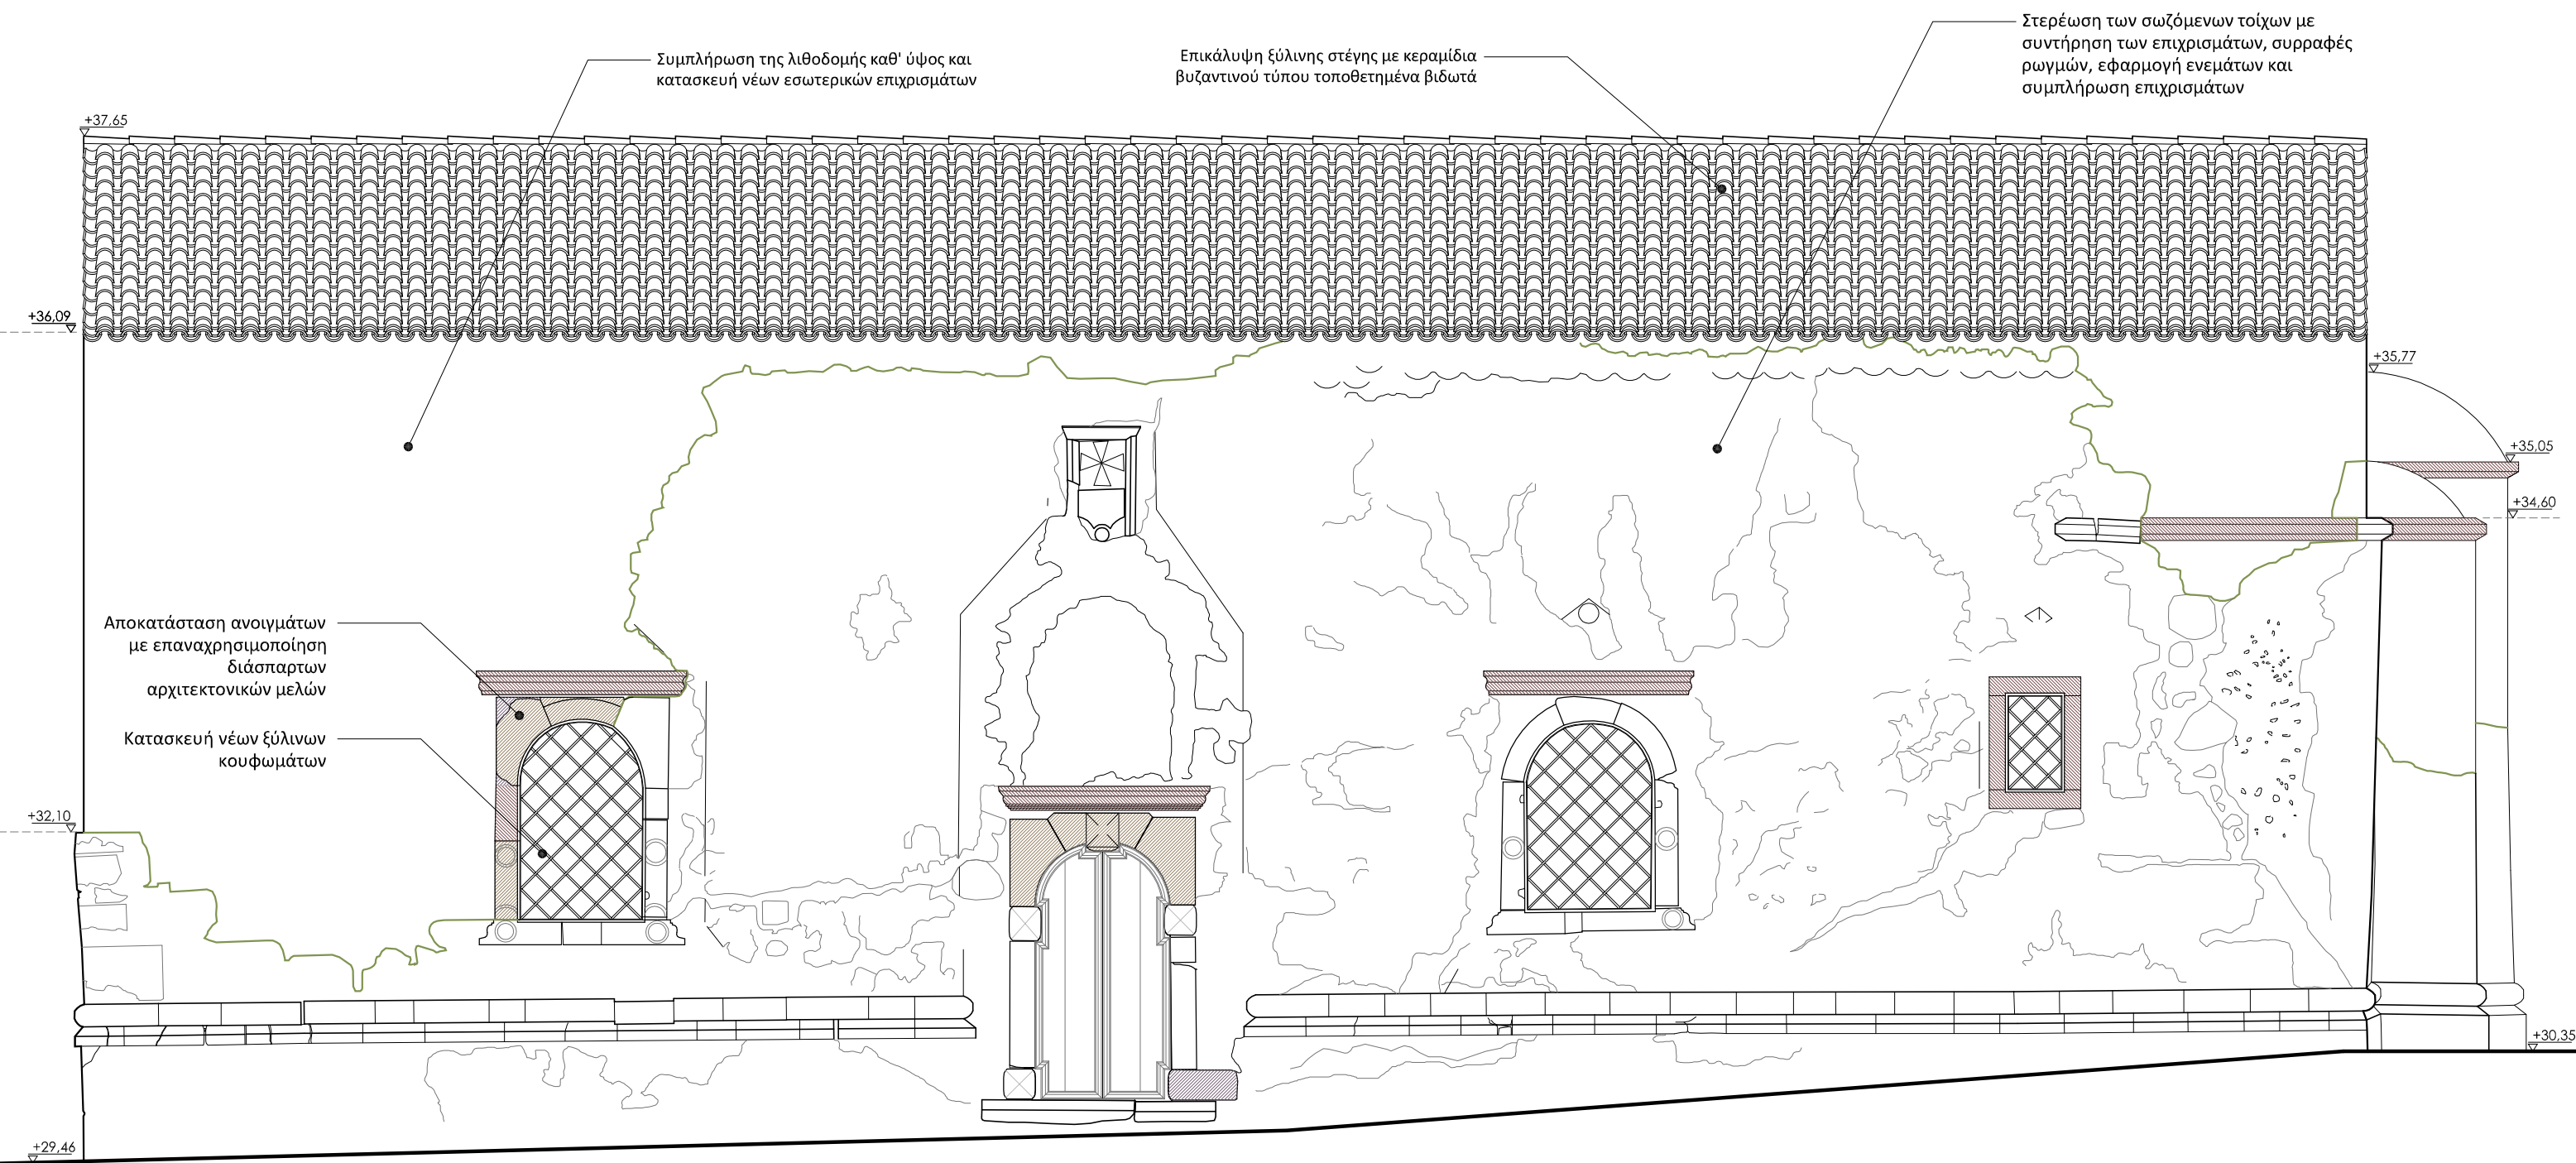 Στερέωση των σωζόμενων τοίχων με
συντήρηση των επιχρισμάτων, συρραφές
ρωγμών, εφαρμογή ενεμάτων και
συμπλήρωση επιχρισμάτων
Συμπλήρωση της λιθοδομής καθ' ύψος και
κατασκευή νέων εσωτερικών επιχρισμάτων
Επικάλυψη ξύλινης στέγης με κεραμίδια
βυζαντινού τύπου τοποθετημένα βιδωτά
+37,65
+36,09
+35,77
+35,05
+34,60
Αποκατάσταση ανοιγμάτων
με επαναχρησιμοποίηση
διάσπαρτων
αρχιτεκτονικών μελών
Κατασκευή νέων ξύλινων
κουφωμάτων
+32,10
+30,35
+29,46